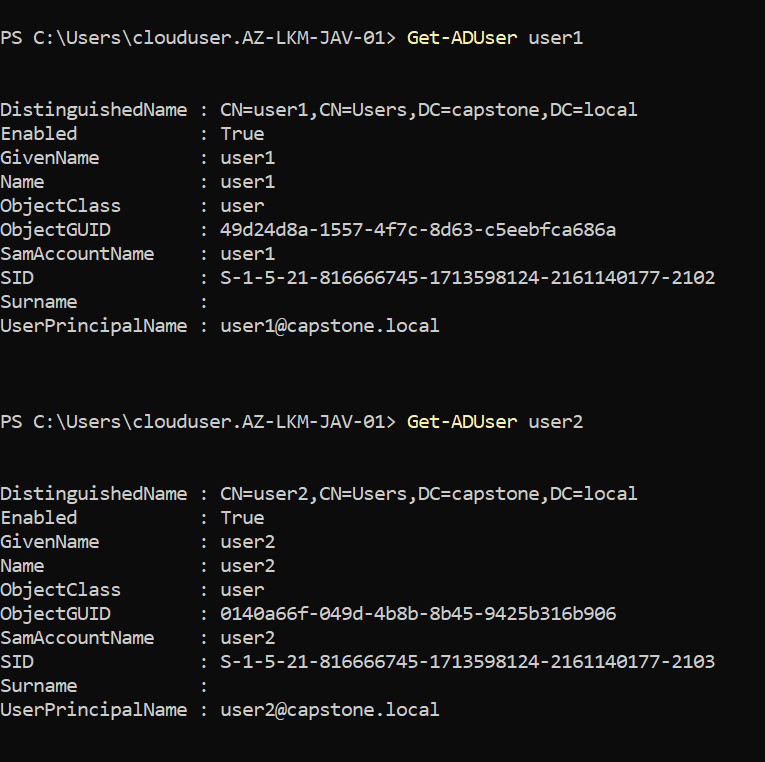 PS C:\Users\clouduser.AZ-LKM-JAV-01> Get-ADUser user1
DistinguishedName : CN=user1,CN=Users,DC=capstone,DC=local
Enabled           : True
GivenName         : user1
Name              : user1
ObjectClass       : user
ObjectGUID        : 49d24d8a-1557-4f7c-8d63-c5eebfca686a
SamAccountName    : user1
SID               : S-1-5-21-816666745-1713598124-2161140177-2102
Surname           :
UserPrincipalName : user1@capstone.local
PS C:\Users\clouduser.AZ-LKM-JAV-01> Get-ADUser user2
DistinguishedName : CN=user2,CN=Users,DC=capstone,DC=local
Enabled           : True
GivenName         : user2
Name              : user2
ObjectClass       : user
ObjectGUID        : 0140a66f-049d-4b8b-8b45-9425b316b906
SamAccountName    : user2
SID               : S-1-5-21-816666745-1713598124-2161140177-2103
Surname           :
UserPrincipalName : user2@capstone.local